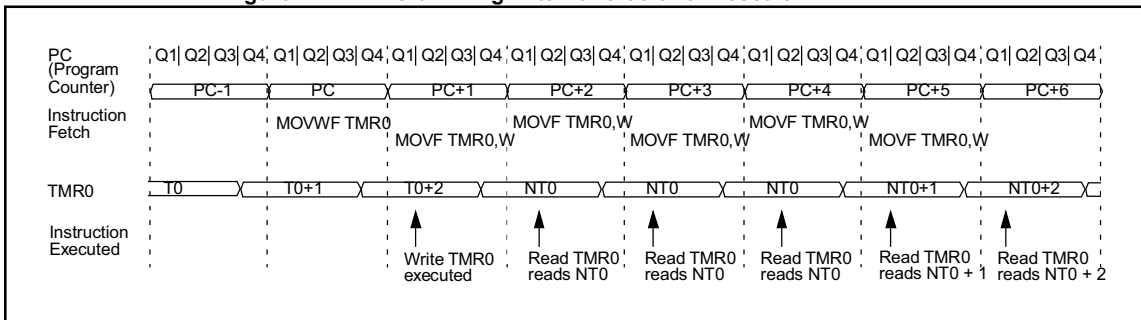 PC Q1| Q2| Q3| Q4 Q1| Q2| Q3| Q4 Q1| Q2| Q3| Q4 Q1| Q2| Q3| Q4 Q1| Q2| Q3| Q4 Q1| Q2| Q3| Q4 Q1| Q2| Q3| Q4 Q1| Q2| Q3| Q4
(Program
Counter) PC-1 PC PC+1 PC+2 PC+3 PC+4 PC+5 PC+6
Instruction
Fetch
MOVWF TMR0
MOVF TMR0,W
MOVF TMR0,W
MOVF TMR0,W
MOVF TMR0,W
MOVF TMR0,W
TMR0 T0 T0+1 T0+2 NT0 NT0 NT0 NT0+1 NT0+2
Instruction
Executed
Write TMR0
executed
Read TMR0
reads NT0
Read TMR0
reads NT0
Read TMR0
reads NT0
Read TMR0
reads NT0 + 1
Read TMR0
reads NT0 + 2